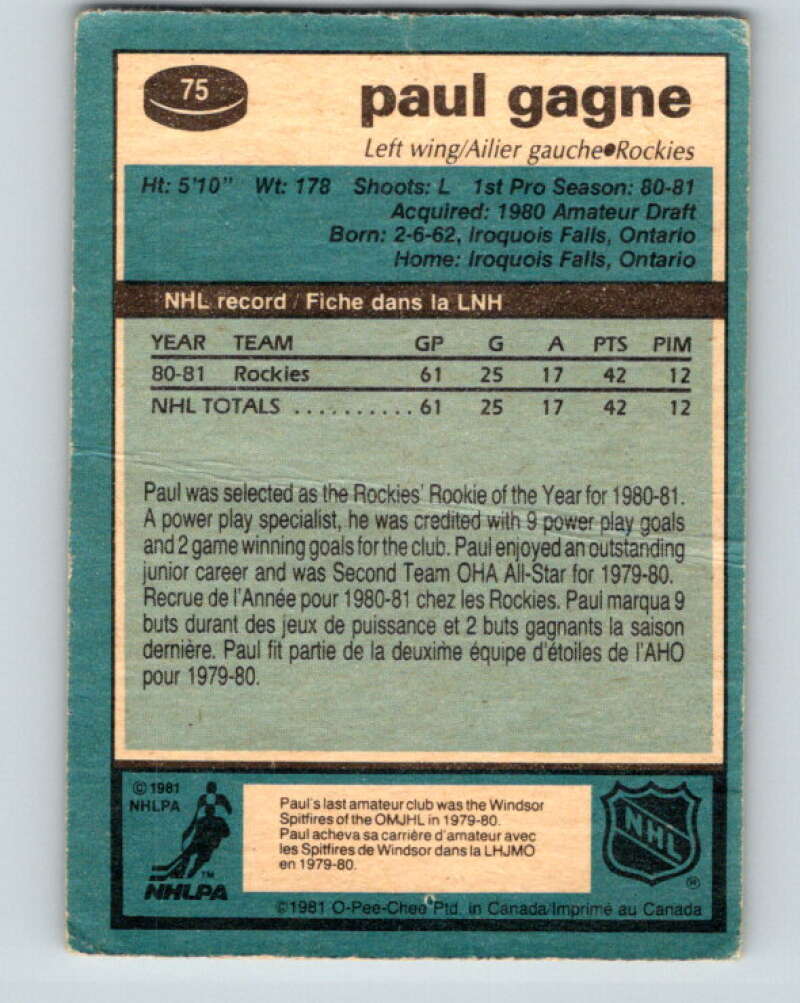 75
paul gagne
Left wing/Ailier gauche●Rockies
Ht: 5'10" Wt: 178 Shoots: L 1st Pro Season: 80-81
Acquired: 1980 Amateur Draft
Born: 2-6-62, Iroquois Falls, Ontario
Home: Iroquois Falls, Ontario
NHL record / Fiche dans la LNH
YEAR TEAM GP G A PTS PIM
80-81 Rockies 61 25 17 42 12
NHL TOTALS .......... 61 25 17 42 12
Paul was selected as the Rockies' Rookie of the Year for 1980-81.
A power play specialist, he was credited with 9 power play goals
and 2 game winning goals for the club. Paul enjoyed an outstanding
junior career and was Second Team OHA All-Star for 1979-80.
Recrue de l'Année pour 1980-81 chez les Rockies. Paul marqua 9
buts durant des jeux de puissance et 2 buts gagnants la saison
dernière. Paul fit partie de la deuxime équipe d'étoiles de l'AHO
pour 1979-80.
© 1981
NHLPA
TM
NHLPA
Paul's last amateur club was the Windsor
Spitfires of the OMJHL in 1979-80.
Paul acheva sa carrière d'amateur avec
les Spitfires de Windsor dans la LHJMO
en 1979-80.
NHL
®
©1981 O-Pee-Chee Ptd. in Canada/Imprimé au Canada